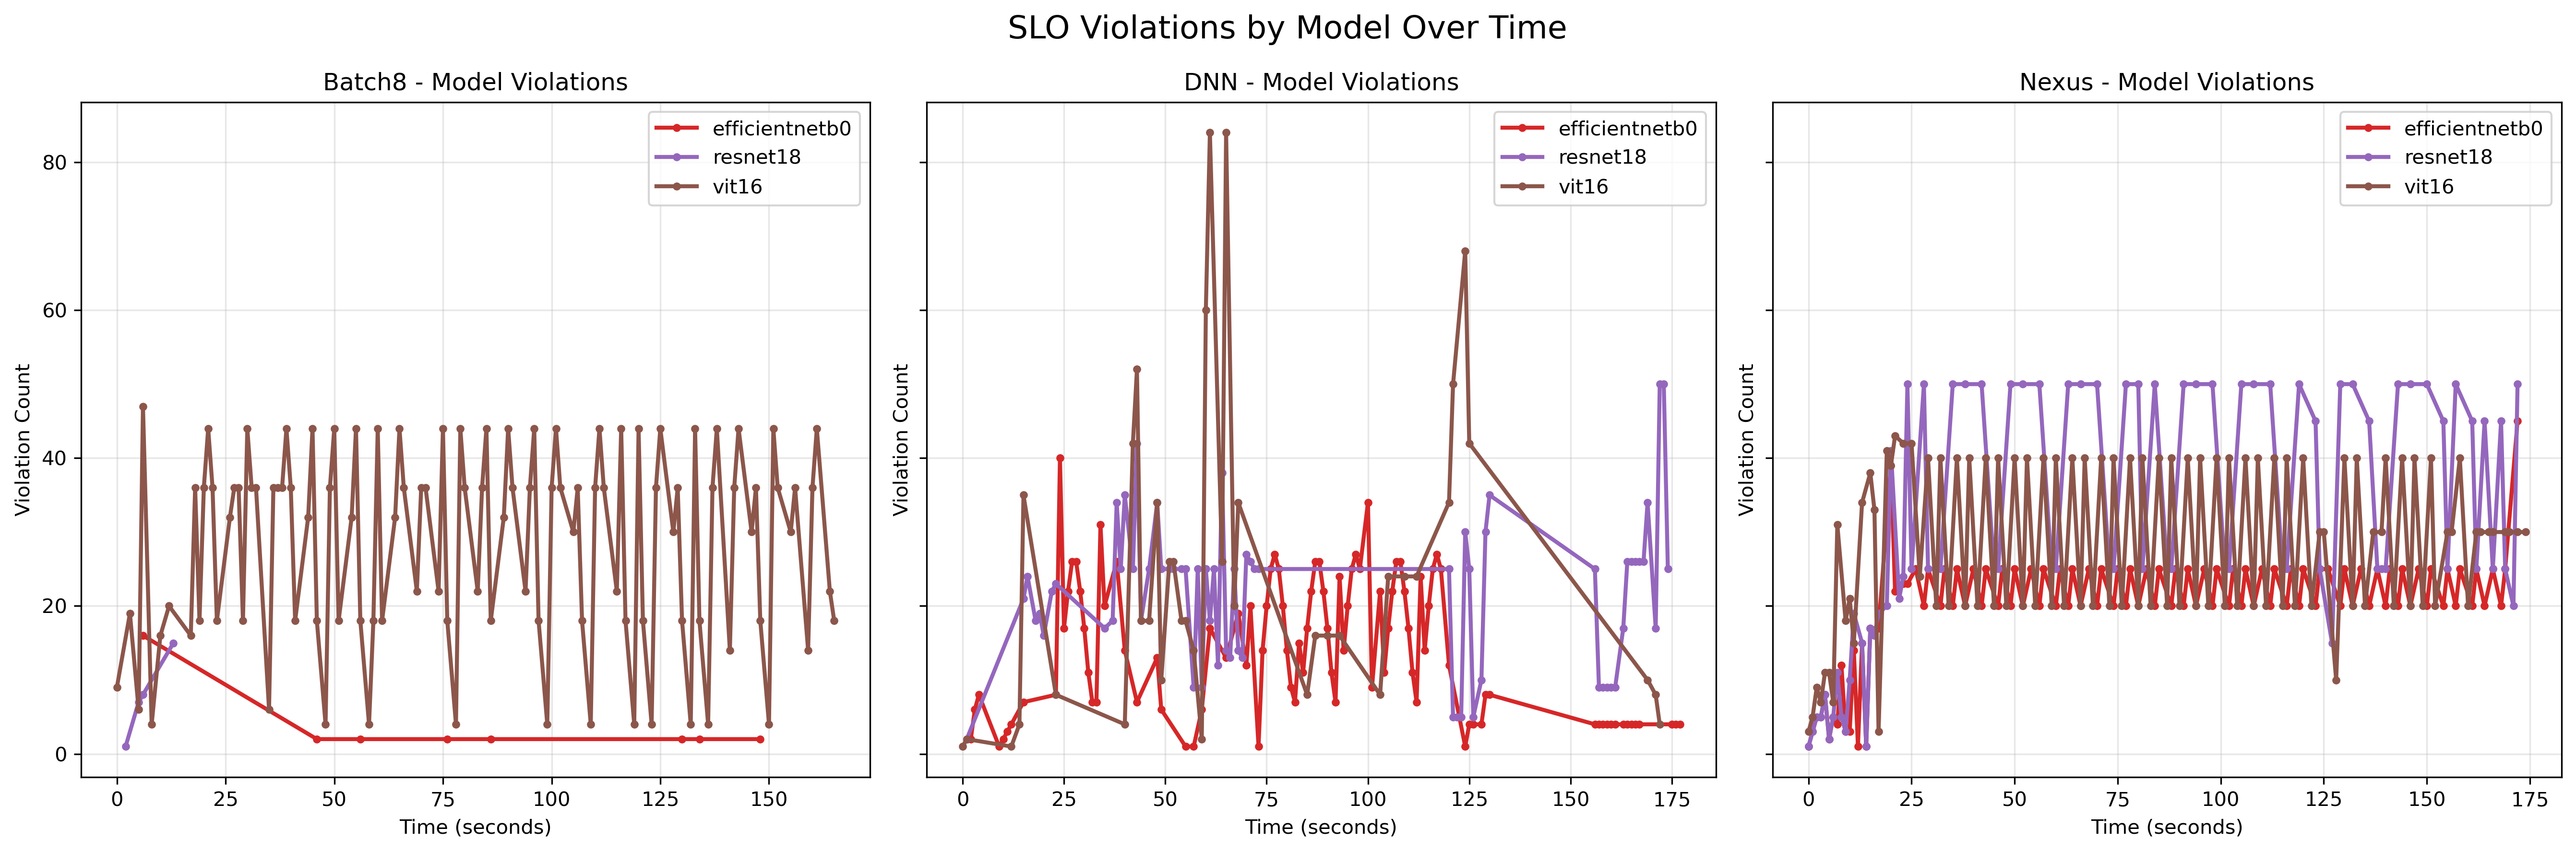 SLO Violations by Model Over Time
Batch8 - Model Violations
Violation Count
80
60
40
20
0
0 25 50 75 100 125 150
Time (seconds)
efficientnetb0
resnet18
vit16
DNN - Model Violations
Violation Count
0 25 50 75 100 125 150 175
Time (seconds)
efficientnetb0
resnet18
vit16
Nexus - Model Violations
Violation Count
0 25 50 75 100 125 150 175
Time (seconds)
efficientnetb0
resnet18
vit16